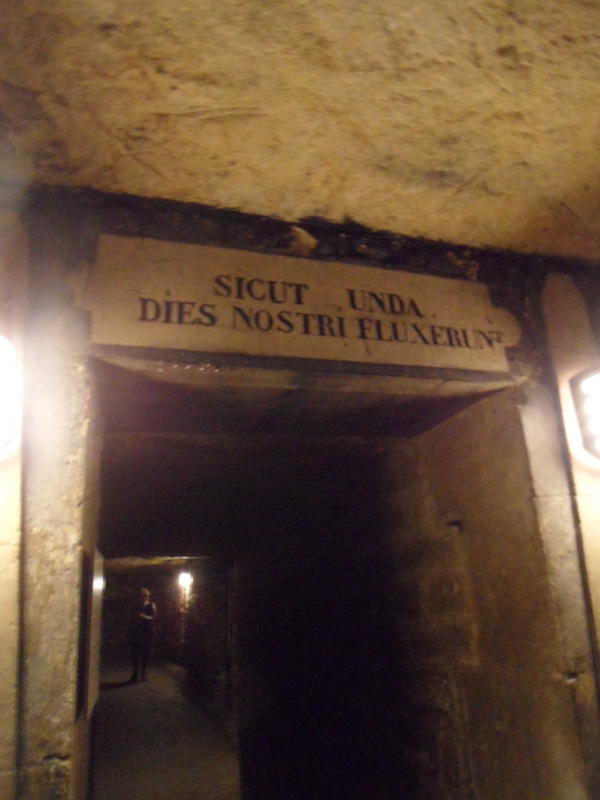 SICUT UNDA
DIES NOSTRI FLUXERUNT